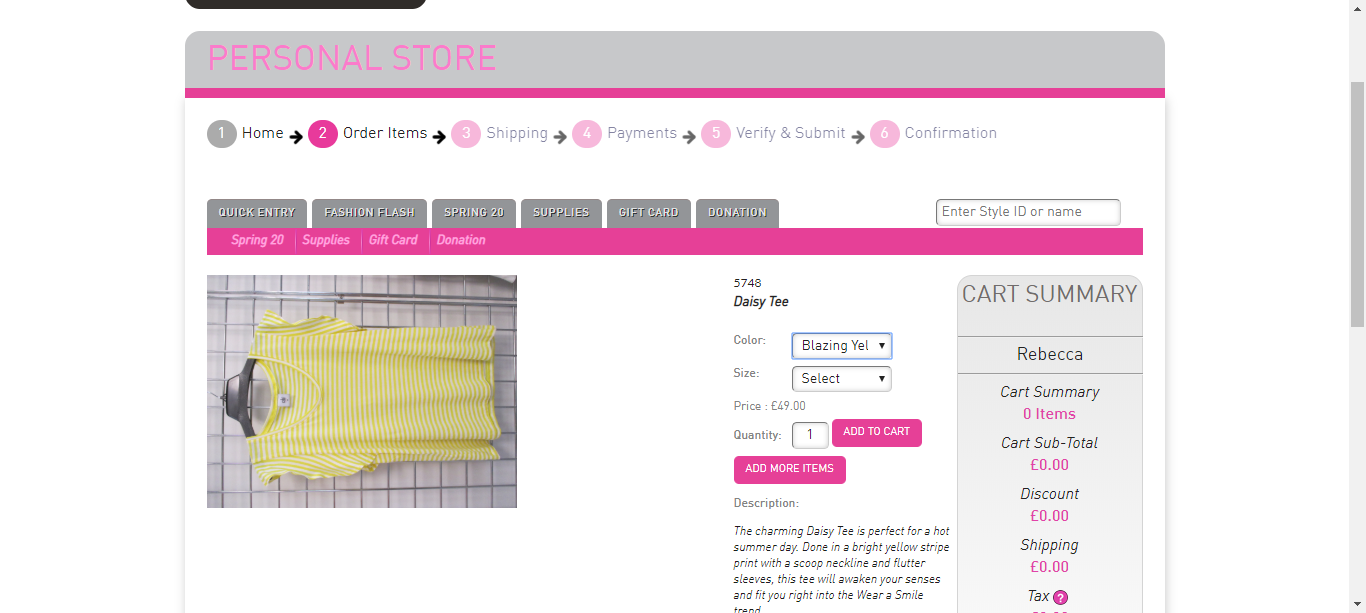 PERSONAL STORE
1 Home 2 Order Items 3 Shipping 4 Payments 5 Verify & Submit 6 Confirmation
QUICK ENTRY FASHION FLASH SPRING 20 SUPPLIES GIFT CARD DONATION
Enter Style ID or name
Spring 20 Supplies Gift Card Donation
5748
Daisy Tee
Color: Blazing Yel
Size: Select
Price : £49.00
Quantity: 1 ADD TO CART
ADD MORE ITEMS
Description:
The charming Daisy Tee is perfect for a hot
summer day. Done in a bright yellow stripe
print with a scoop neckline and flutter
sleeves, this tee will awaken your senses
and fit you right into the Wear a Smile
trend
CART SUMMARY
Rebecca
Cart Summary
0 Items
Cart Sub-Total
£0.00
Discount
£0.00
Shipping
£0.00
Tax ?